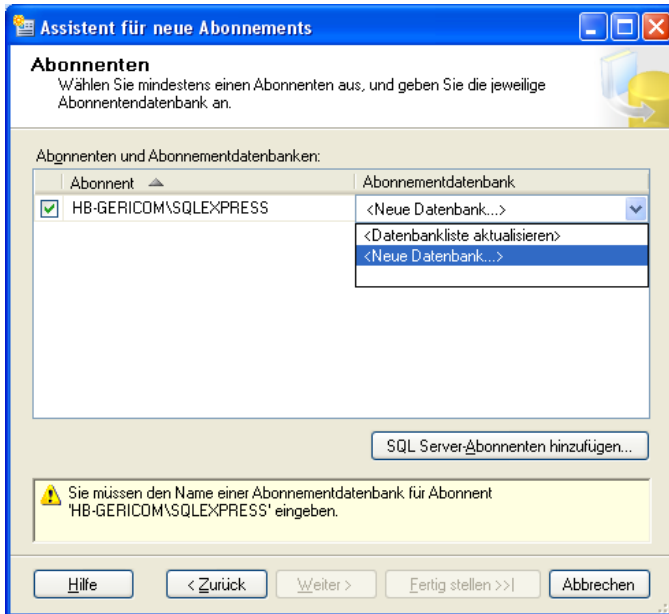 Assistent für neue Abonnements
Abonnenten
Wählen Sie mindestens einen Abonnenten aus, und geben Sie die jeweilige
Abonnentendatenbank an.
Abonnenten und Abonnementdatenbanken:
Abonnent Abonnementdatenbank
HB-GERICOM\SQLEXPRESS <Neue Datenbank...>
<Datenbankliste aktualisieren>
<Neue Datenbank...>
SQL Server-Abonnenten hinzufügen...
Sie müssen den Name einer Abonnementdatenbank für Abonnent
'HB-GERICOM\SQLEXPRESS' eingeben.
Hilfe < Zurück Weiter > Fertig stellen >>| Abbrechen